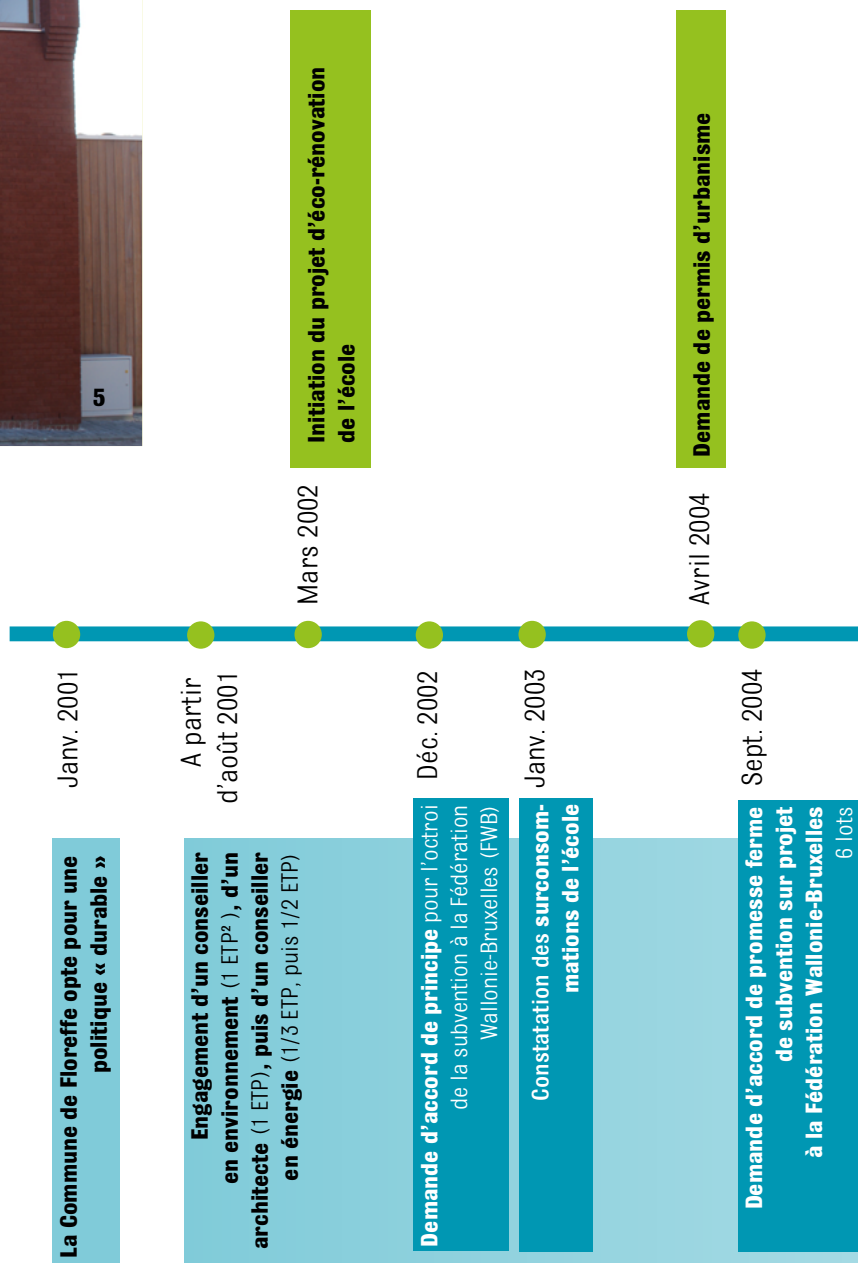 5
La Commune de Floreffe opte pour une
politique « durable »
Janv. 2001
Engagement d’un conseiller
en environnement (1 ETP² ), d’un
architecte (1 ETP), puis d’un conseiller
en énergie (1/3 ETP, puis 1/2 ETP)
A partir
d’août 2001
Mars 2002
Initiation du projet d’éco-rénovation
de l’école
Demande d’accord de principe pour l’octroi
de la subvention à la Fédération
Wallonie-Bruxelles (FWB)
Déc. 2002
Constatation des surconsom-
mations de l’école
Janv. 2003
Avril 2004
Demande de permis d’urbanisme
Demande d’accord de promesse ferme
de subvention sur projet
à la Fédération Wallonie-Bruxelles
6 lots
Sept. 2004